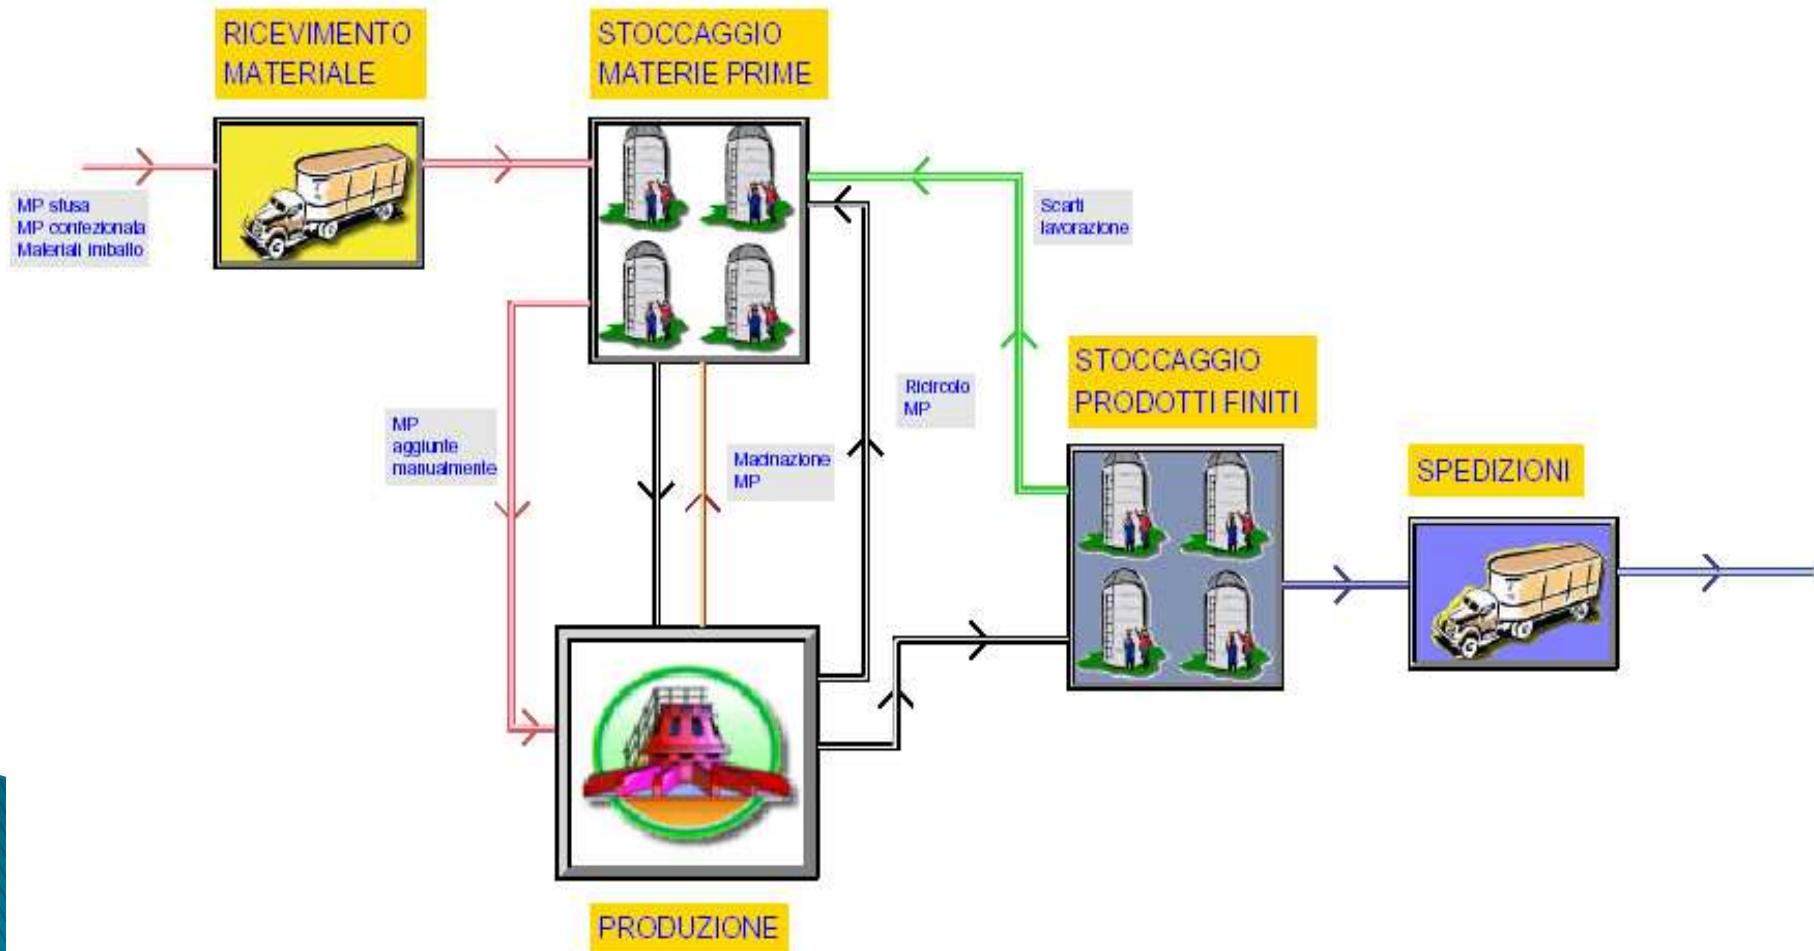 RICEVIMENTO
MATERIALE
STOCCAGGIO
MATERIE PRIME
MP sfusa
MP confezionata
Materiali imballo
Scarti
lavorazione
STOCCAGGIO
PRODOTTI FINITI
Ricircolo
MP
MP
aggiunte
manualmente
Macinazione
MP
SPEDIZIONI
PRODUZIONE